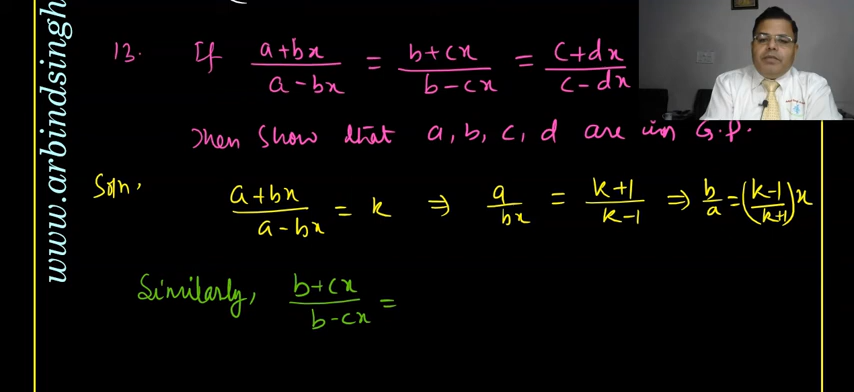 13. If (a+bx)/(a-bx) = (b+cx)/(b-cx) = (c+dx)/(c-dx)
then show that a, b, c, d are in G.P.
Soln, (a+bx)/(a-bx) = k ⇒ a/(bx) = (k+1)/(k-1) ⇒ b/a = ((k-1)/(k+1))x
Similarly, (b+cx)/(b-cx) =
www.arbindsingh